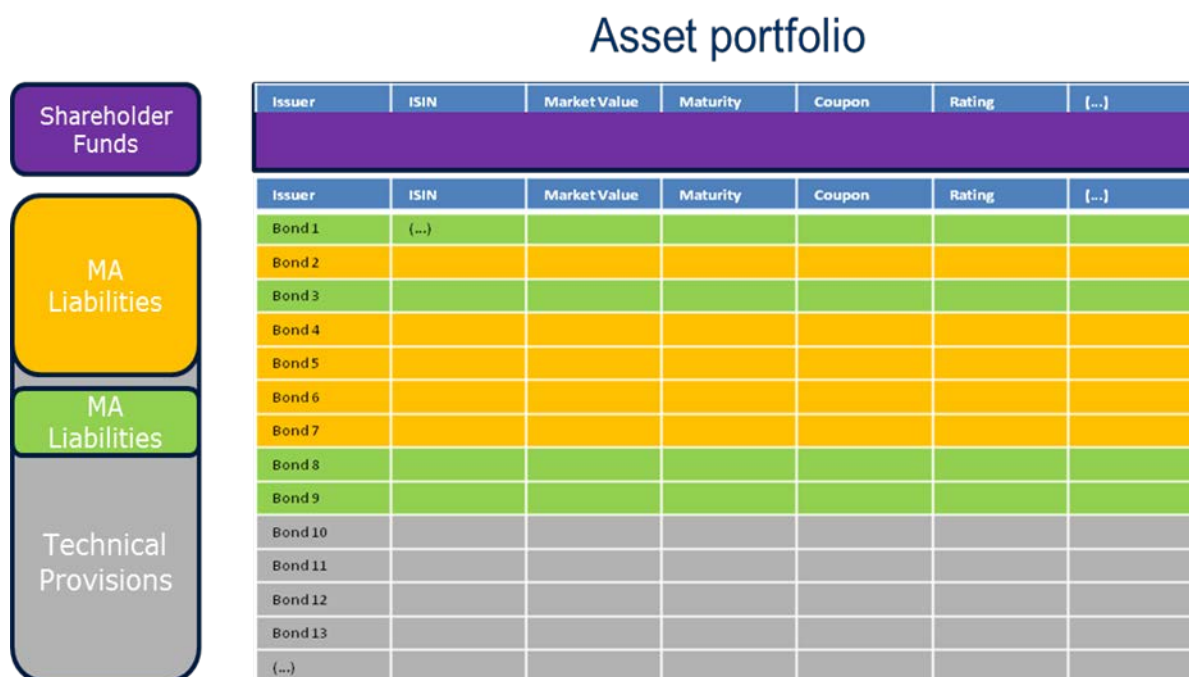 Asset portfolio
Shareholder
Funds
Issuer ISIN Market Value Maturity Coupon Rating (...)
Issuer ISIN Market Value Maturity Coupon Rating (...)
MA
Liabilities
MA
Liabilities
Technical
Provisions
Bond 1 (...)
Bond 2
Bond 3
Bond 4
Bond 5
Bond 6
Bond 7
Bond 8
Bond 9
Bond 10
Bond 11
Bond 12
Bond 13
(...)